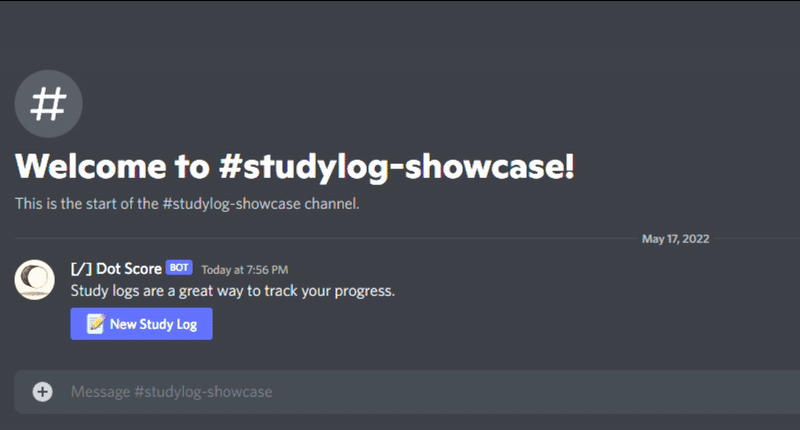 #
Welcome to #studylog-showcase!
This is the start of the #studylog-showcase channel.
May 17, 2022
[/] Dot Score BOT Today at 7:56 PM
Study logs are a great way to track your progress.
New Study Log
Message #studylog-showcase